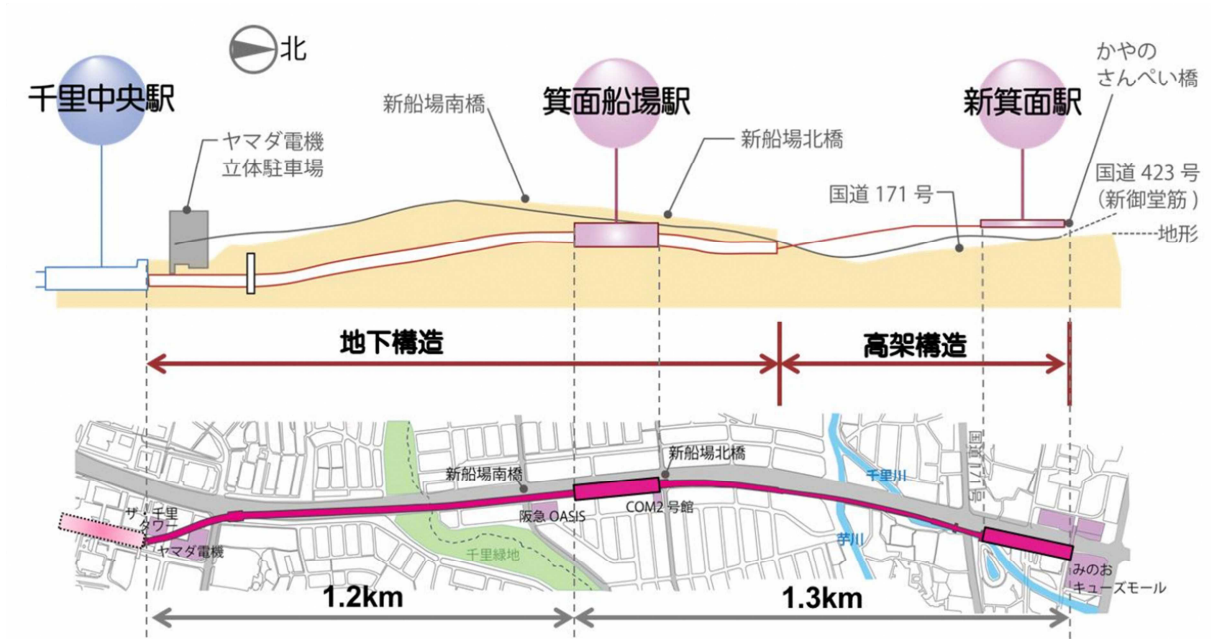 北
千里中央駅
箕面船場駅
新箕面駅
かやの
さんぺい橋
新船場南橋
新船場北橋
ヤマダ電機
立体駐車場
国道 171 号
国道 423 号
(新御堂筋)
地形
地下構造
高架構造
新船場南橋
新船場北橋
国道171号
千里川
ザ・千里
タワー
ヤマダ電機
阪急 OASIS
COM2 号館
千里緑地
芋川
みのお
キューズモール
1.2km
1.3km